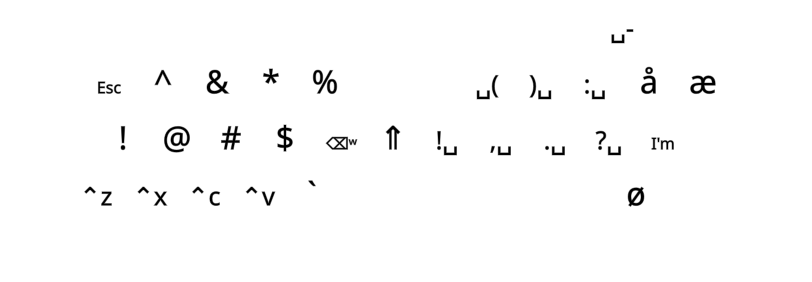 ␣-
Esc ^ & * % ␣( )␣ :␣ å æ
! @ # $ ⌫ʷ ⇑ !␣ ,␣ .␣ ?␣ I'm
^z ^x ^c ^v ` ø